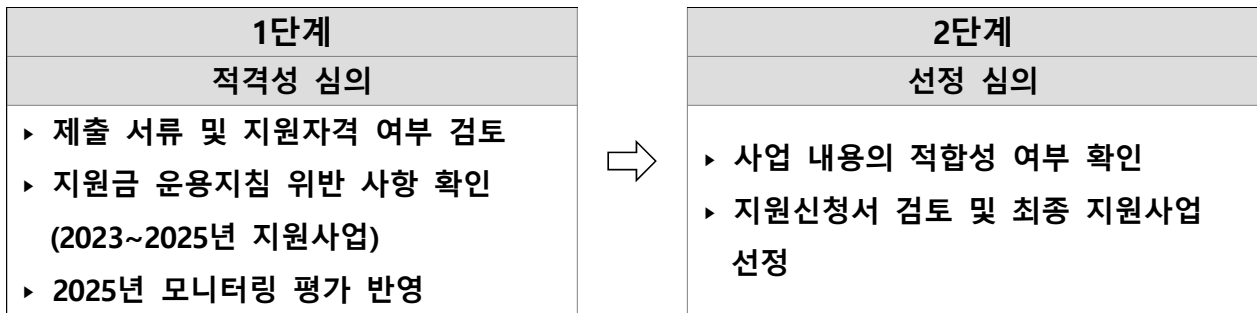 1단계
적격성 심의
▸ 제출 서류 및 지원자격 여부 검토
▸ 지원금 운용지침 위반 사항 확인
(2023~2025년 지원사업)
▸ 2025년 모니터링 평가 반영
2단계
선정 심의
▸ 사업 내용의 적합성 여부 확인
▸ 지원신청서 검토 및 최종 지원사업
선정